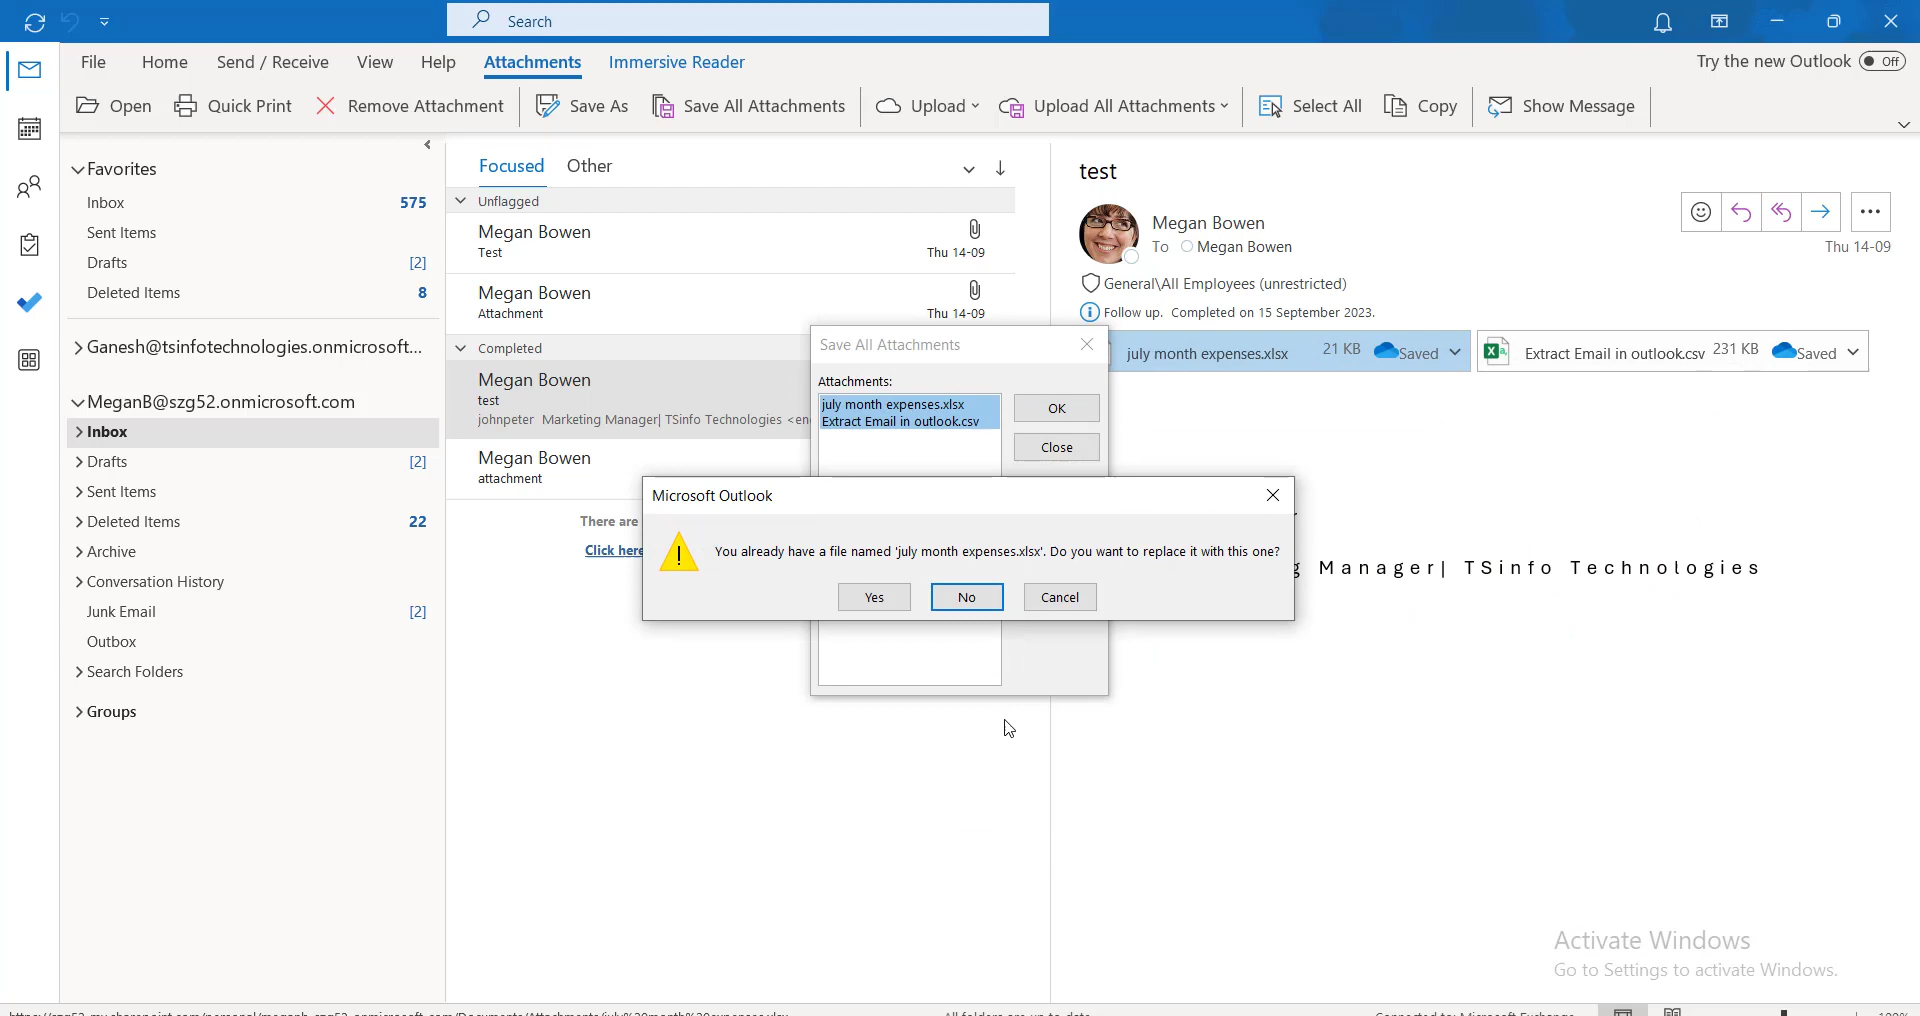 Search
File Home Send / Receive View Help Attachments Immersive Reader
Try the new Outlook Off
Open Quick Print Remove Attachment Save As Save All Attachments Upload Upload All Attachments Select All Copy Show Message
Favorites
Inbox 575
Sent Items
Drafts [2]
Deleted Items 8
Ganesh@tsinfotechnologies.onmicrosoft...
MeganB@szg52.onmicrosoft.com
Inbox
Drafts [2]
Sent Items
Deleted Items 22
Archive
Conversation History
Junk Email [2]
Outbox
Search Folders
Groups
Focused Other
Unflagged
Megan Bowen
Test Thu 14-09
Megan Bowen
Attachment Thu 14-09
Completed
Megan Bowen
test
johnpeter Marketing Manager| TSinfo Technologies <en
Megan Bowen
attachment
There are
Click here
test
Megan Bowen
To Megan Bowen
Thu 14-09
General\All Employees (unrestricted)
Follow up. Completed on 15 September 2023.
july month expenses.xlsx 21 KB Saved
Extract Email in outlook.csv 231 KB Saved
Manager| TSinfo Technologies
Save All Attachments
Attachments:
july month expenses.xlsx
Extract Email in outlook.csv
OK
Close
Microsoft Outlook
You already have a file named 'july month expenses.xlsx'. Do you want to replace it with this one?
Yes No Cancel
Activate Windows
Go to Settings to activate Windows.